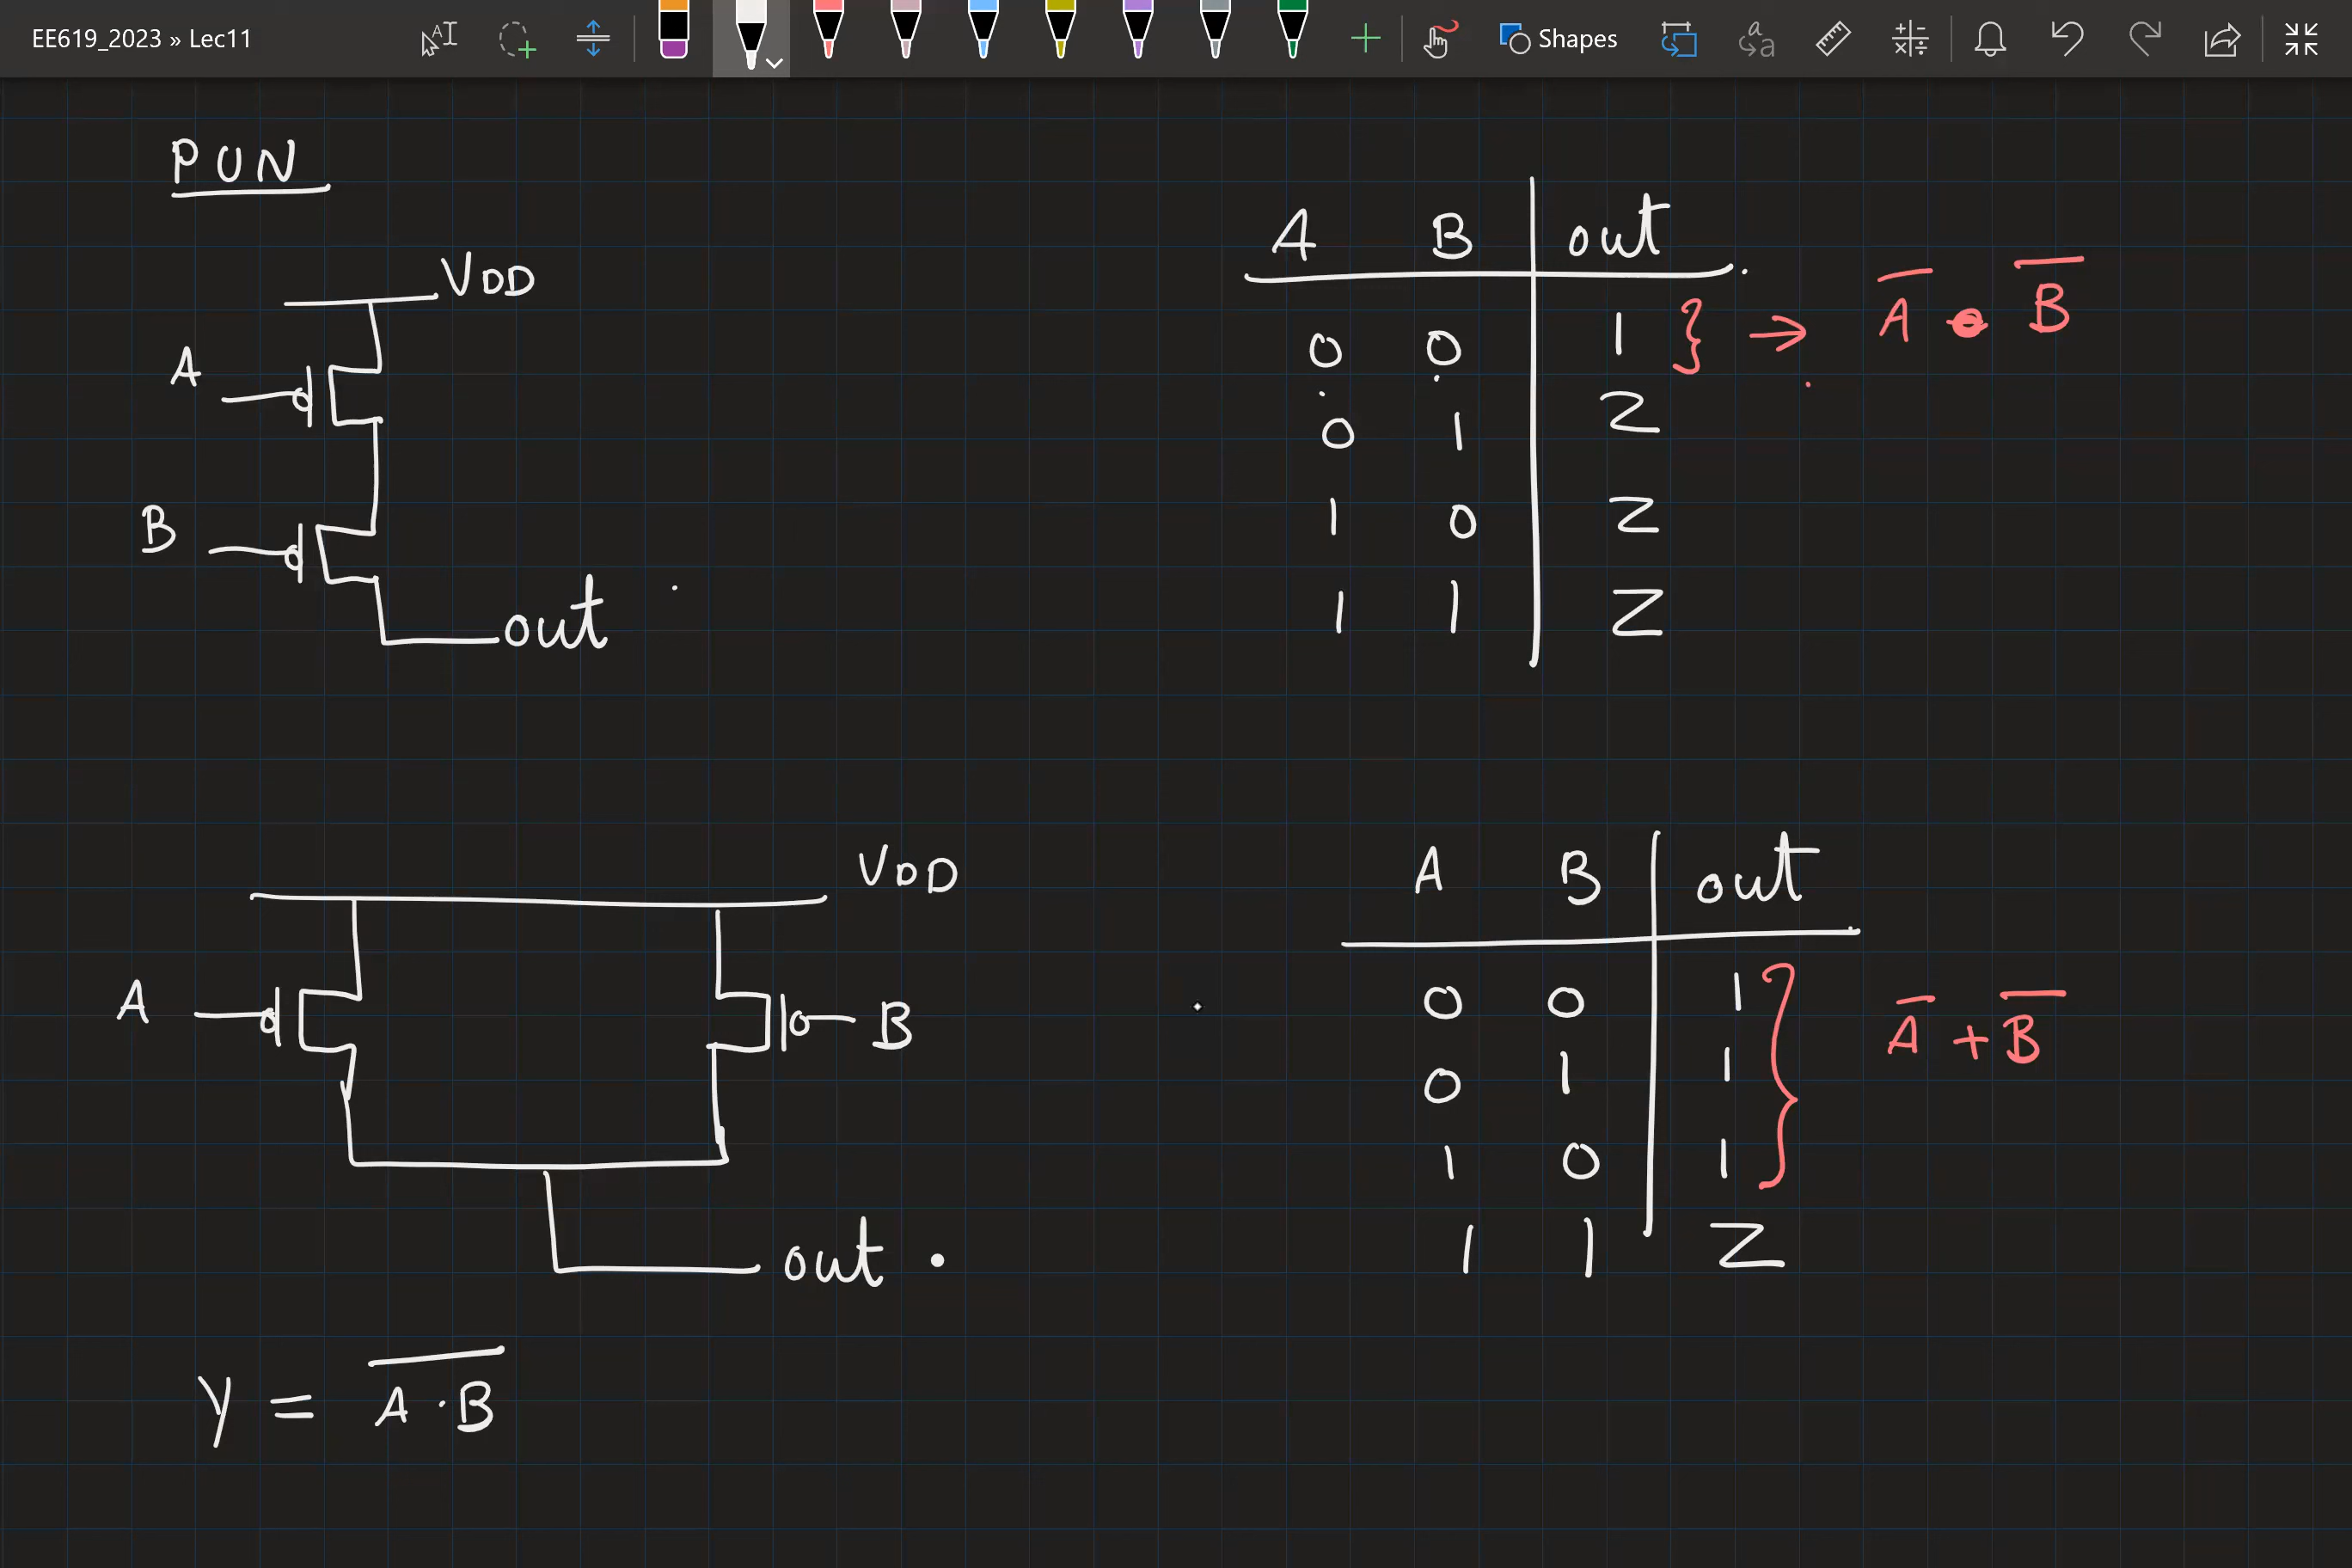 EE619_2023 » Lec11
Shapes
PUN
VDD
A
B
out
A B out
0 0 1 } → A̅ • B̅
0 1 Z
1 0 Z
1 1 Z
VDD
A
B
out
A B out
0 0 1
0 1 1 } A̅ + B̅
1 0 1
1 1 Z
Y = A̅ ̅·̅ ̅B̅